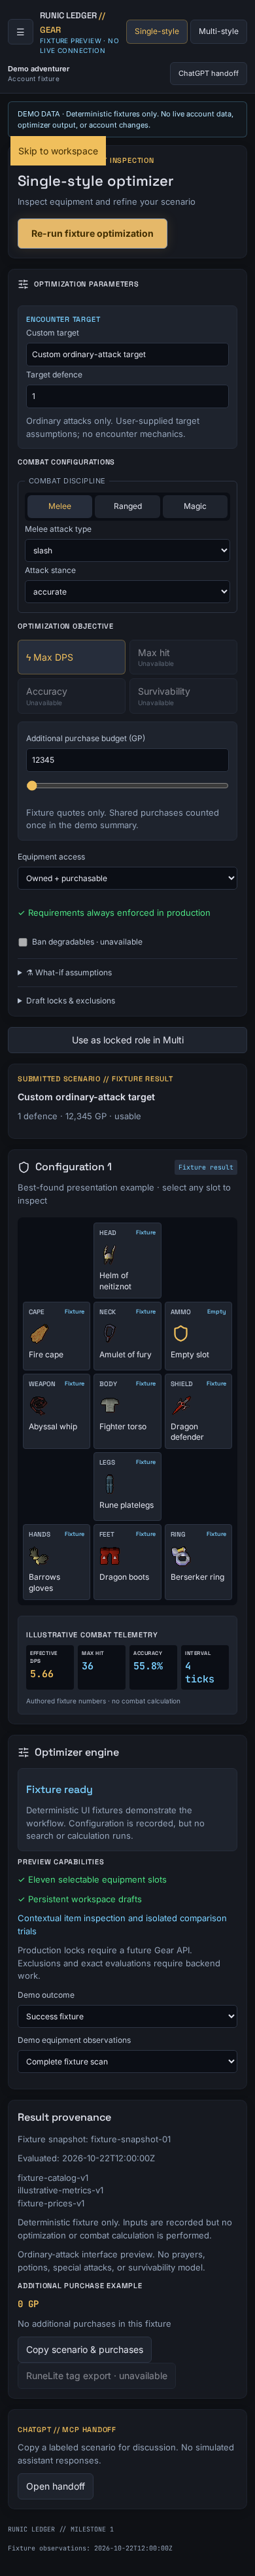 ☰
RUNIC LEDGER //
GEAR
FIXTURE PREVIEW · NO
LIVE CONNECTION
Single-style
Multi-style
Demo adventurer
Account fixture
ChatGPT handoff
DEMO DATA · Deterministic fixtures only. No live account data,
optimizer output, or account changes.
Skip to workspace
INSPECTION
Single-style optimizer
Inspect equipment and refine your scenario
Re-run fixture optimization
OPTIMIZATION PARAMETERS
ENCOUNTER TARGET
Custom target
Custom ordinary-attack target
Target defence
1
Ordinary attacks only. User-supplied target
assumptions; no encounter mechanics.
COMBAT CONFIGURATIONS
COMBAT DISCIPLINE
Melee
Ranged
Magic
Melee attack type
slash
Attack stance
accurate
OPTIMIZATION OBJECTIVE
ϟ Max DPS
Max hit
Unavailable
Accuracy
Unavailable
Survivability
Unavailable
Additional purchase budget (GP)
12345
Fixture quotes only. Shared purchases counted
once in the demo summary.
Equipment access
Owned + purchasable
✓ Requirements always enforced in production
Ban degradables · unavailable
▶ ⚗ What-if assumptions
▶ Draft locks & exclusions
Use as locked role in Multi
SUBMITTED SCENARIO // FIXTURE RESULT
Custom ordinary-attack target
1 defence · 12,345 GP · usable
Configuration 1
Fixture result
Best-found presentation example · select any slot to
inspect
HEAD Fixture
Helm of
neitiznot
CAPE Fixture
Fire cape
NECK Fixture
Amulet of fury
AMMO Empty
Empty slot
WEAPON Fixture
Abyssal whip
BODY Fixture
Fighter torso
SHIELD Fixture
Dragon
defender
LEGS Fixture
Rune platelegs
HANDS Fixture
Barrows
gloves
FEET Fixture
Dragon boots
RING Fixture
Berserker ring
ILLUSTRATIVE COMBAT TELEMETRY
EFFECTIVE
DPS
5.66
MAX HIT
36
ACCURACY
55.8%
INTERVAL
4
ticks
Authored fixture numbers · no combat calculation
Optimizer engine
Fixture ready
Deterministic UI fixtures demonstrate the
workflow. Configuration is recorded, but no
search or calculation runs.
PREVIEW CAPABILITIES
✓ Eleven selectable equipment slots
✓ Persistent workspace drafts
Contextual item inspection and isolated comparison
trials
Production locks require a future Gear API.
Exclusions and exact evaluations require backend
work.
Demo outcome
Success fixture
Demo equipment observations
Complete fixture scan
Result provenance
Fixture snapshot: fixture-snapshot-01
Evaluated: 2026-10-22T12:00:00Z
fixture-catalog-v1
illustrative-metrics-v1
fixture-prices-v1
Deterministic fixture only. Inputs are recorded but no
optimization or combat calculation is performed.
Ordinary-attack interface preview. No prayers,
potions, special attacks, or survivability model.
ADDITIONAL PURCHASE EXAMPLE
0 GP
No additional purchases in this fixture
Copy scenario & purchases
RuneLite tag export · unavailable
CHATGPT // MCP HANDOFF
Copy a labeled scenario for discussion. No simulated
assistant responses.
Open handoff
RUNIC LEDGER // MILESTONE 1
Fixture observations: 2026-10-22T12:00:00Z